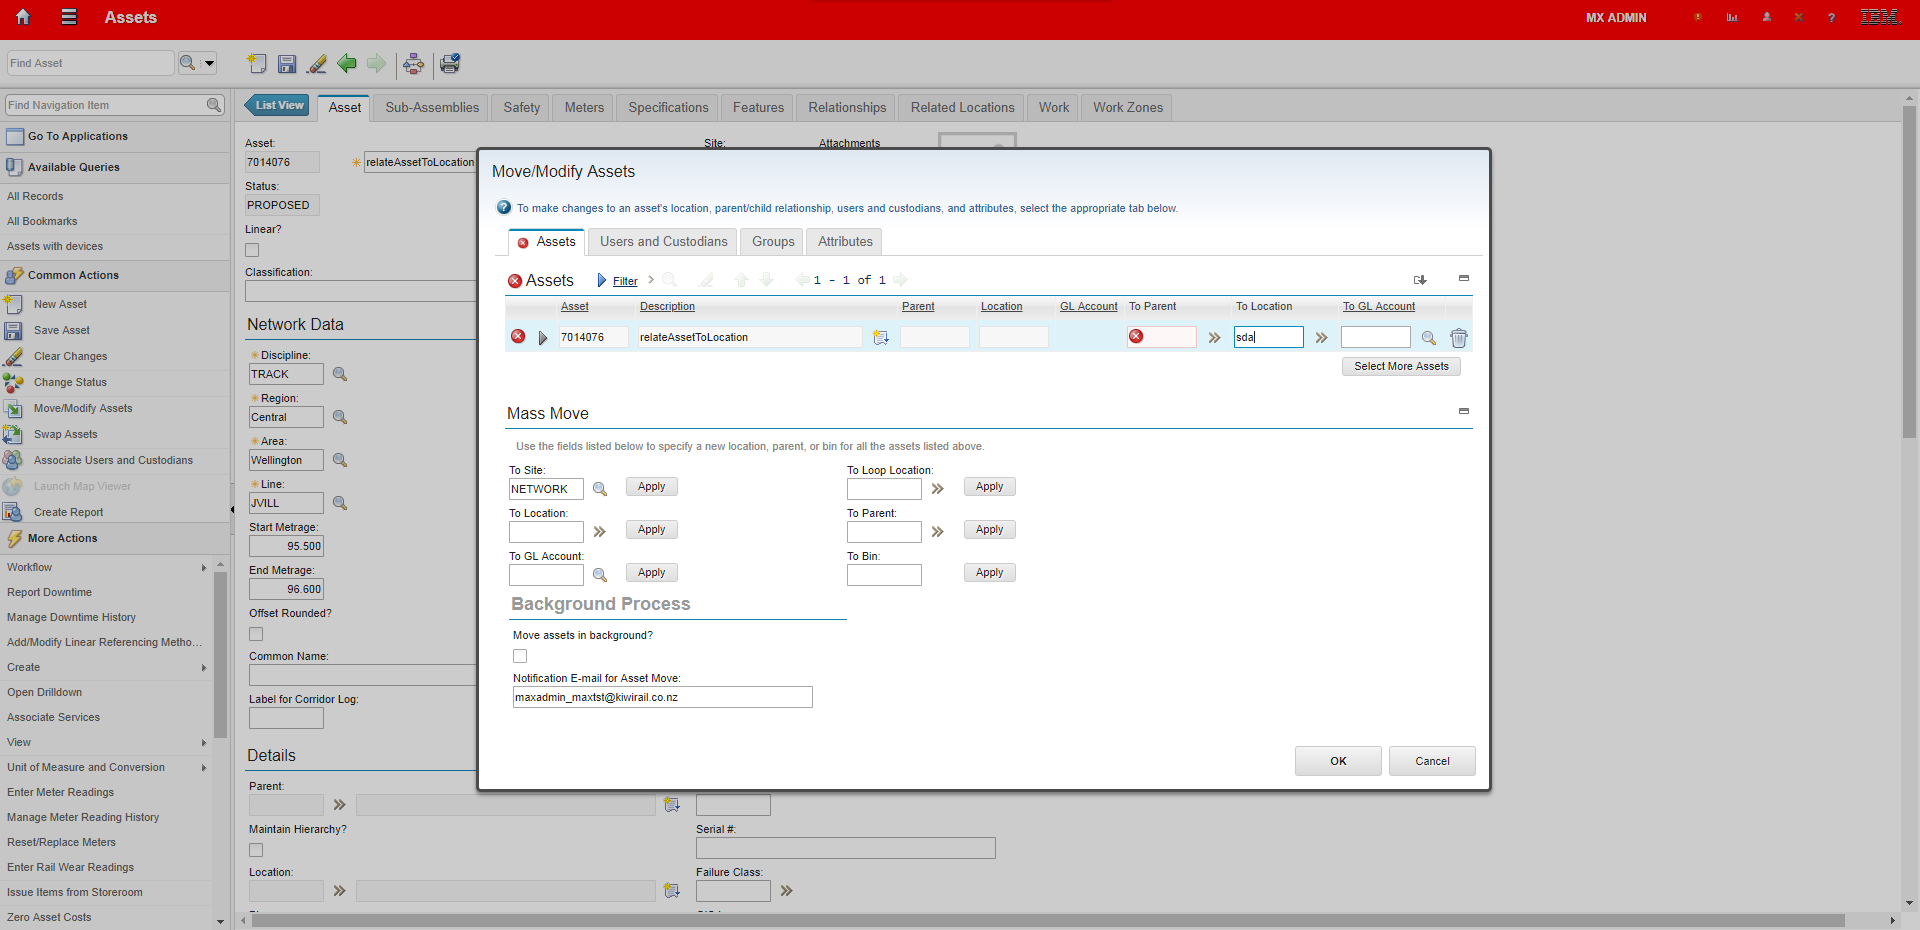 Assets
MX ADMIN
IBM
Find Asset
Find Navigation Item
Go To Applications
Available Queries
All Records
All Bookmarks
Assets with devices
Common Actions
New Asset
Save Asset
Clear Changes
Change Status
Move/Modify Assets
Swap Assets
Associate Users and Custodians
Launch Map Viewer
Create Report
More Actions
Workflow
Report Downtime
Manage Downtime History
Add/Modify Linear Referencing Metho...
Create
Open Drilldown
Associate Services
View
Unit of Measure and Conversion
Enter Meter Readings
Manage Meter Reading History
Reset/Replace Meters
Enter Rail Wear Readings
Issue Items from Storeroom
Zero Asset Costs
List View
Asset
Sub-Assemblies
Safety
Meters
Specifications
Features
Relationships
Related Locations
Work
Work Zones
Asset:
7014076
relateAssetToLocation
Site:
Attachments
Status:
PROPOSED
Linear?
Classification:
Network Data
Discipline:
TRACK
Region:
Central
Area:
Wellington
Line:
JVILL
Start Metrage:
95.500
End Metrage:
96.600
Offset Rounded?
Common Name:
Label for Corridor Log:
Details
Parent:
Maintain Hierarchy?
Serial #:
Location:
Failure Class:
Move/Modify Assets
To make changes to an asset's location, parent/child relationship, users and custodians, and attributes, select the appropriate tab below.
Assets
Users and Custodians
Groups
Attributes
Assets
Filter
1 - 1 of 1
Asset
Description
Parent
Location
GL Account
To Parent
To Location
To GL Account
7014076
relateAssetToLocation
sda
Select More Assets
Mass Move
Use the fields listed below to specify a new location, parent, or bin for all the assets listed above.
To Site:
NETWORK
Apply
To Loop Location:
Apply
To Location:
Apply
To Parent:
Apply
To GL Account:
Apply
To Bin:
Apply
Background Process
Move assets in background?
Notification E-mail for Asset Move:
maxadmin_maxtst@kiwirail.co.nz
OK
Cancel